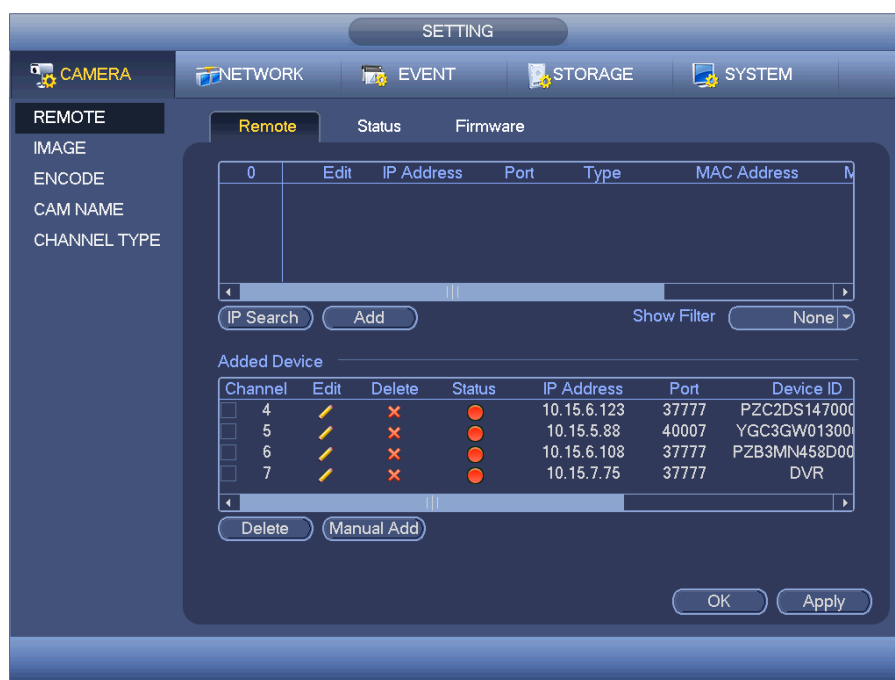 SETTING
CAMERA NETWORK EVENT STORAGE SYSTEM
REMOTE
IMAGE
ENCODE
CAM NAME
CHANNEL TYPE
Remote Status Firmware
0 Edit IP Address Port Type MAC Address
IP Search Add Show Filter None
Added Device
Channel Edit Delete Status IP Address Port Device ID
4 10.15.6.123 37777 PZC2DS147000
5 10.15.5.88 40007 YGC3GW01300
6 10.15.6.108 37777 PZB3MN458D00
7 10.15.7.75 37777 DVR
Delete Manual Add
OK Apply